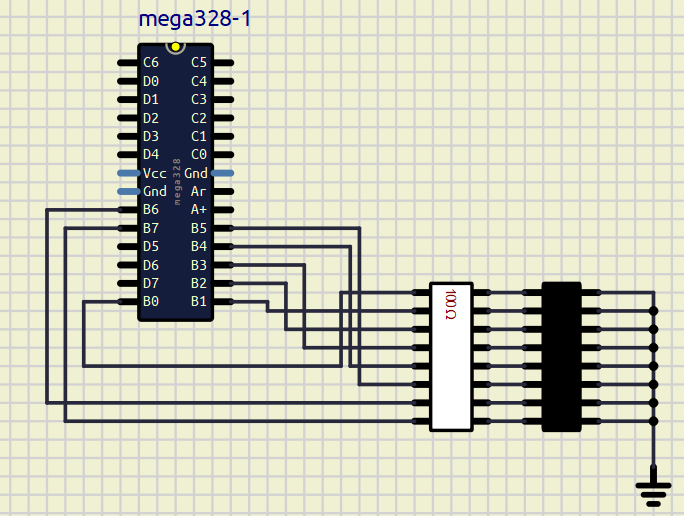 mega328-1
C6 C5
D0 C4
D1 C3
D2 C2
D3 C1
D4 C0
Vcc Gnd
Gnd Ar
B6 A+
B7 B5
D5 B4
D6 B3
D7 B2
B0 B1
mega328
100Ω